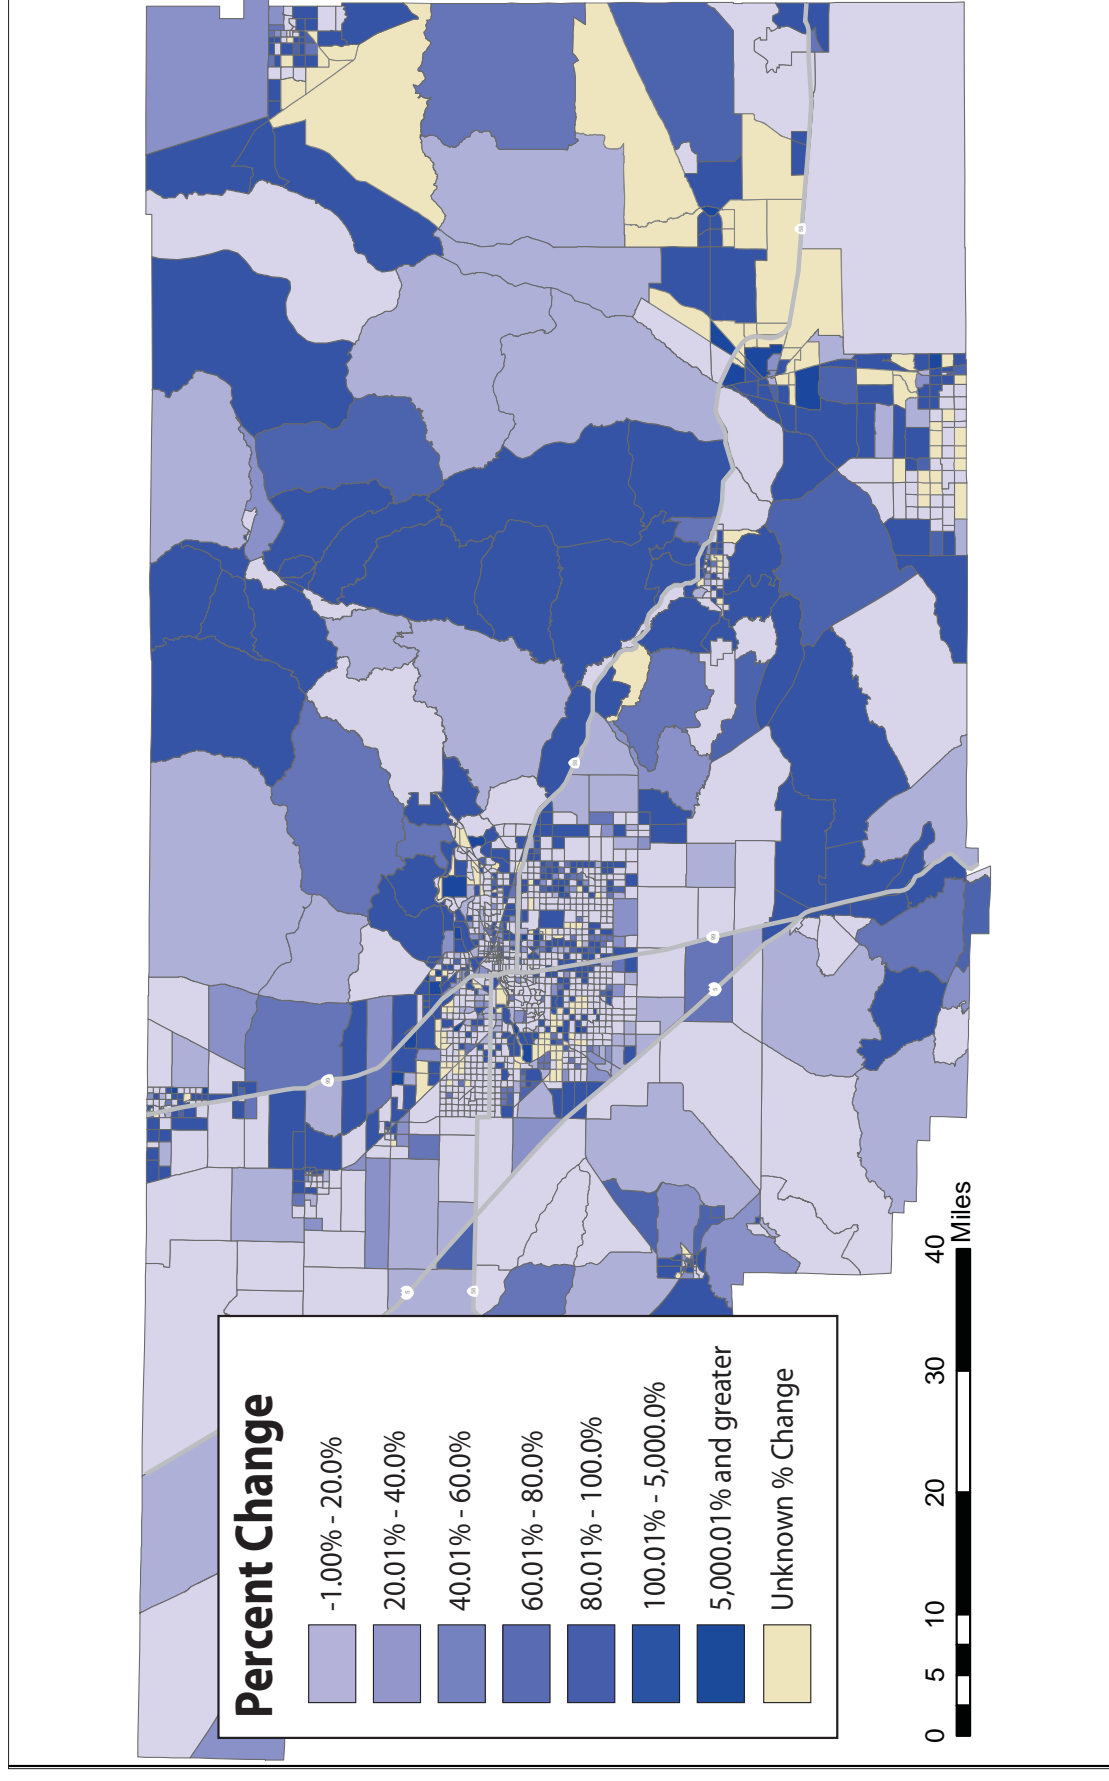 Percent Change
-1.00% - 20.0%
20.01% - 40.0%
40.01% - 60.0%
60.01% - 80.0%
80.01% - 100.0%
100.01% - 5,000.0%
5,000.01% and greater
Unknown % Change
0 5 10 20 30 40
Miles
5
5